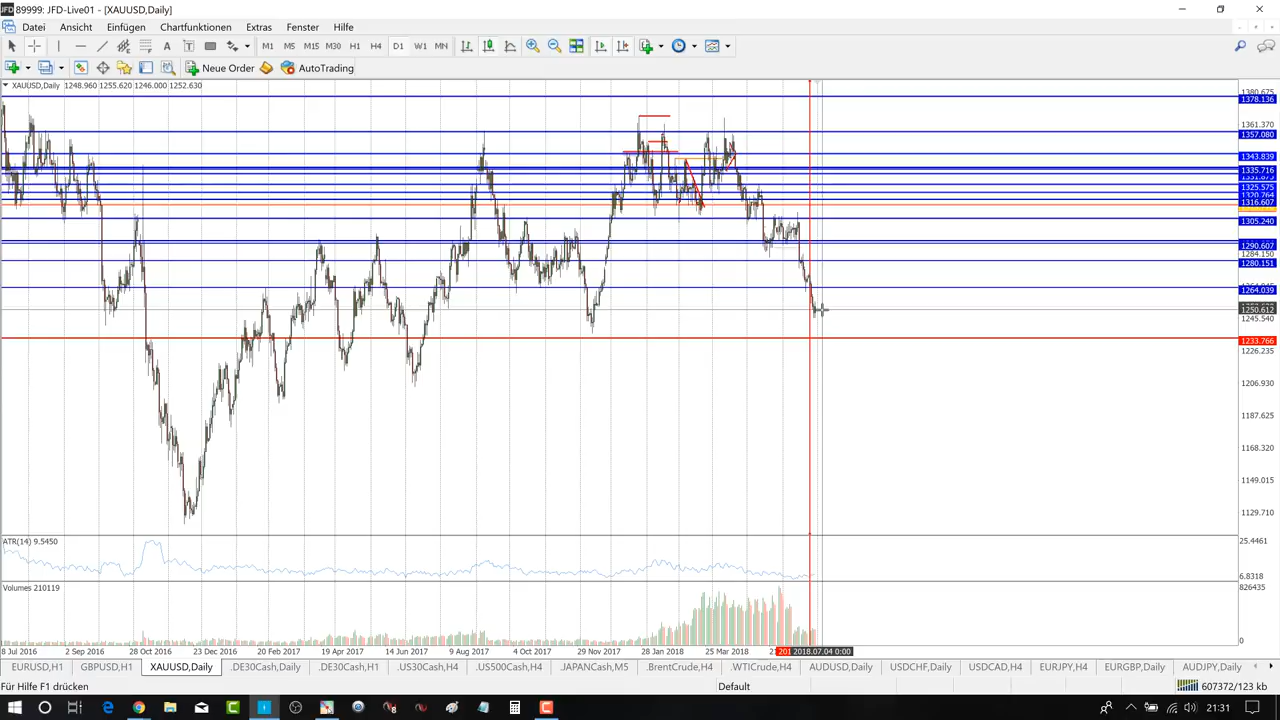 89999: JFD-Live01 - [XAUUSD,Daily]
Datei Ansicht Einfügen Chartfunktionen Extras Fenster Hilfe
M1 M5 M15 M30 H1 H4 D1 W1 MN
Neue Order AutoTrading
XAUUSD,Daily 1248.960 1255.620 1246.000 1252.630
1380.675
1378.136
1361.370
1357.080
1343.839
1335.716
1325.575
1320.764
1316.607
1305.240
1290.607
1284.150
1280.151
1264.039
1250.612
1245.540
1233.766
1226.235
1206.930
1187.625
1168.320
1149.015
1129.710
ATR(14) 9.5450
25.4461
6.8318
Volumes 210119
826435
0
8 Jul 2016 2 Sep 2016 28 Oct 2016 23 Dec 2016 20 Feb 2017 19 Apr 2017 14 Jun 2017 9 Aug 2017 4 Oct 2017 29 Nov 2017 28 Jan 2018 25 Mar 2018 2018.07.04 0:00
EURUSD,H1 GBPUSD,H1 XAUUSD,Daily .DE30Cash,Daily .DE30Cash,H1 .US30Cash,H4 .US500Cash,H4 .JAPANCash,M5 .BrentCrude,H4 .WTICrude,H4 AUDUSD,Daily USDCHF,Daily USDCAD,H4 EURJPY,H4 EURGBP,Daily AUDJPY,Daily
Für Hilfe F1 drücken Default 607372/123 kb
21:31